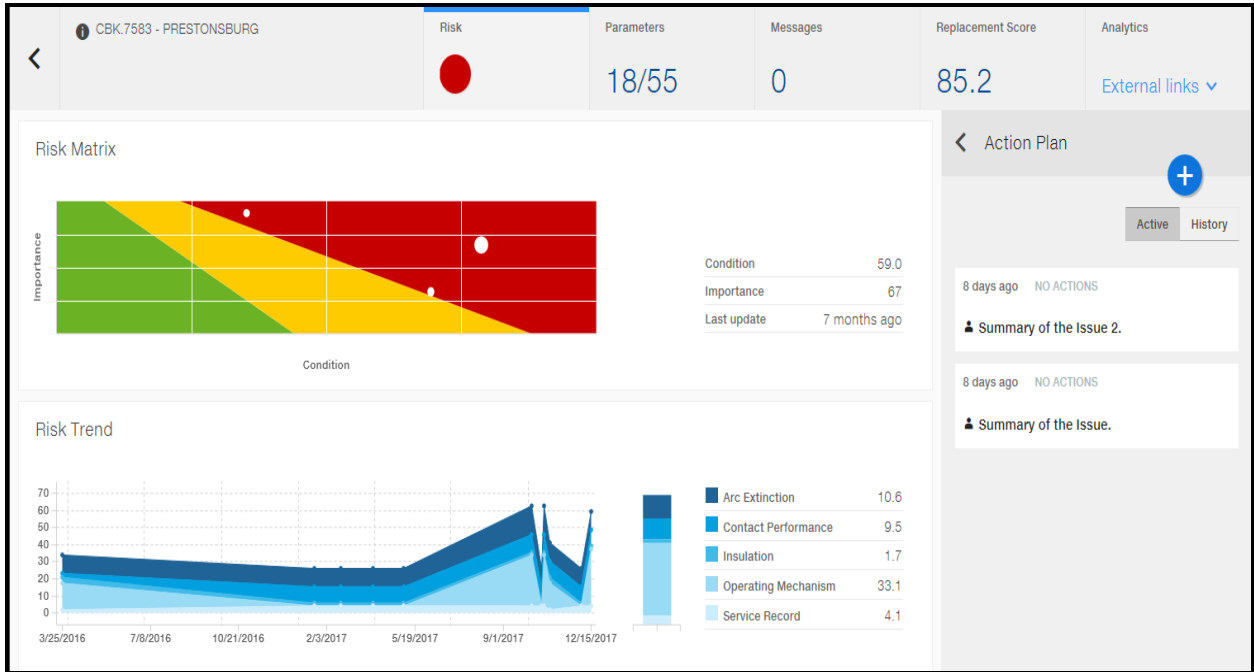 CBK.7583 - PRESTONSBURG
Risk
Parameters
18/55
Messages
0
Replacement Score
85.2
Analytics
External links
Risk Matrix
Importance
Condition
Condition 59.0
Importance 67
Last update 7 months ago
Risk Trend
70
60
50
40
30
20
10
0
3/25/2016 7/8/2016 10/21/2016 2/3/2017 5/19/2017 9/1/2017 12/15/2017
Arc Extinction 10.6
Contact Performance 9.5
Insulation 1.7
Operating Mechanism 33.1
Service Record 4.1
Action Plan
+
Active History
8 days ago NO ACTIONS
Summary of the Issue 2.
8 days ago NO ACTIONS
Summary of the Issue.